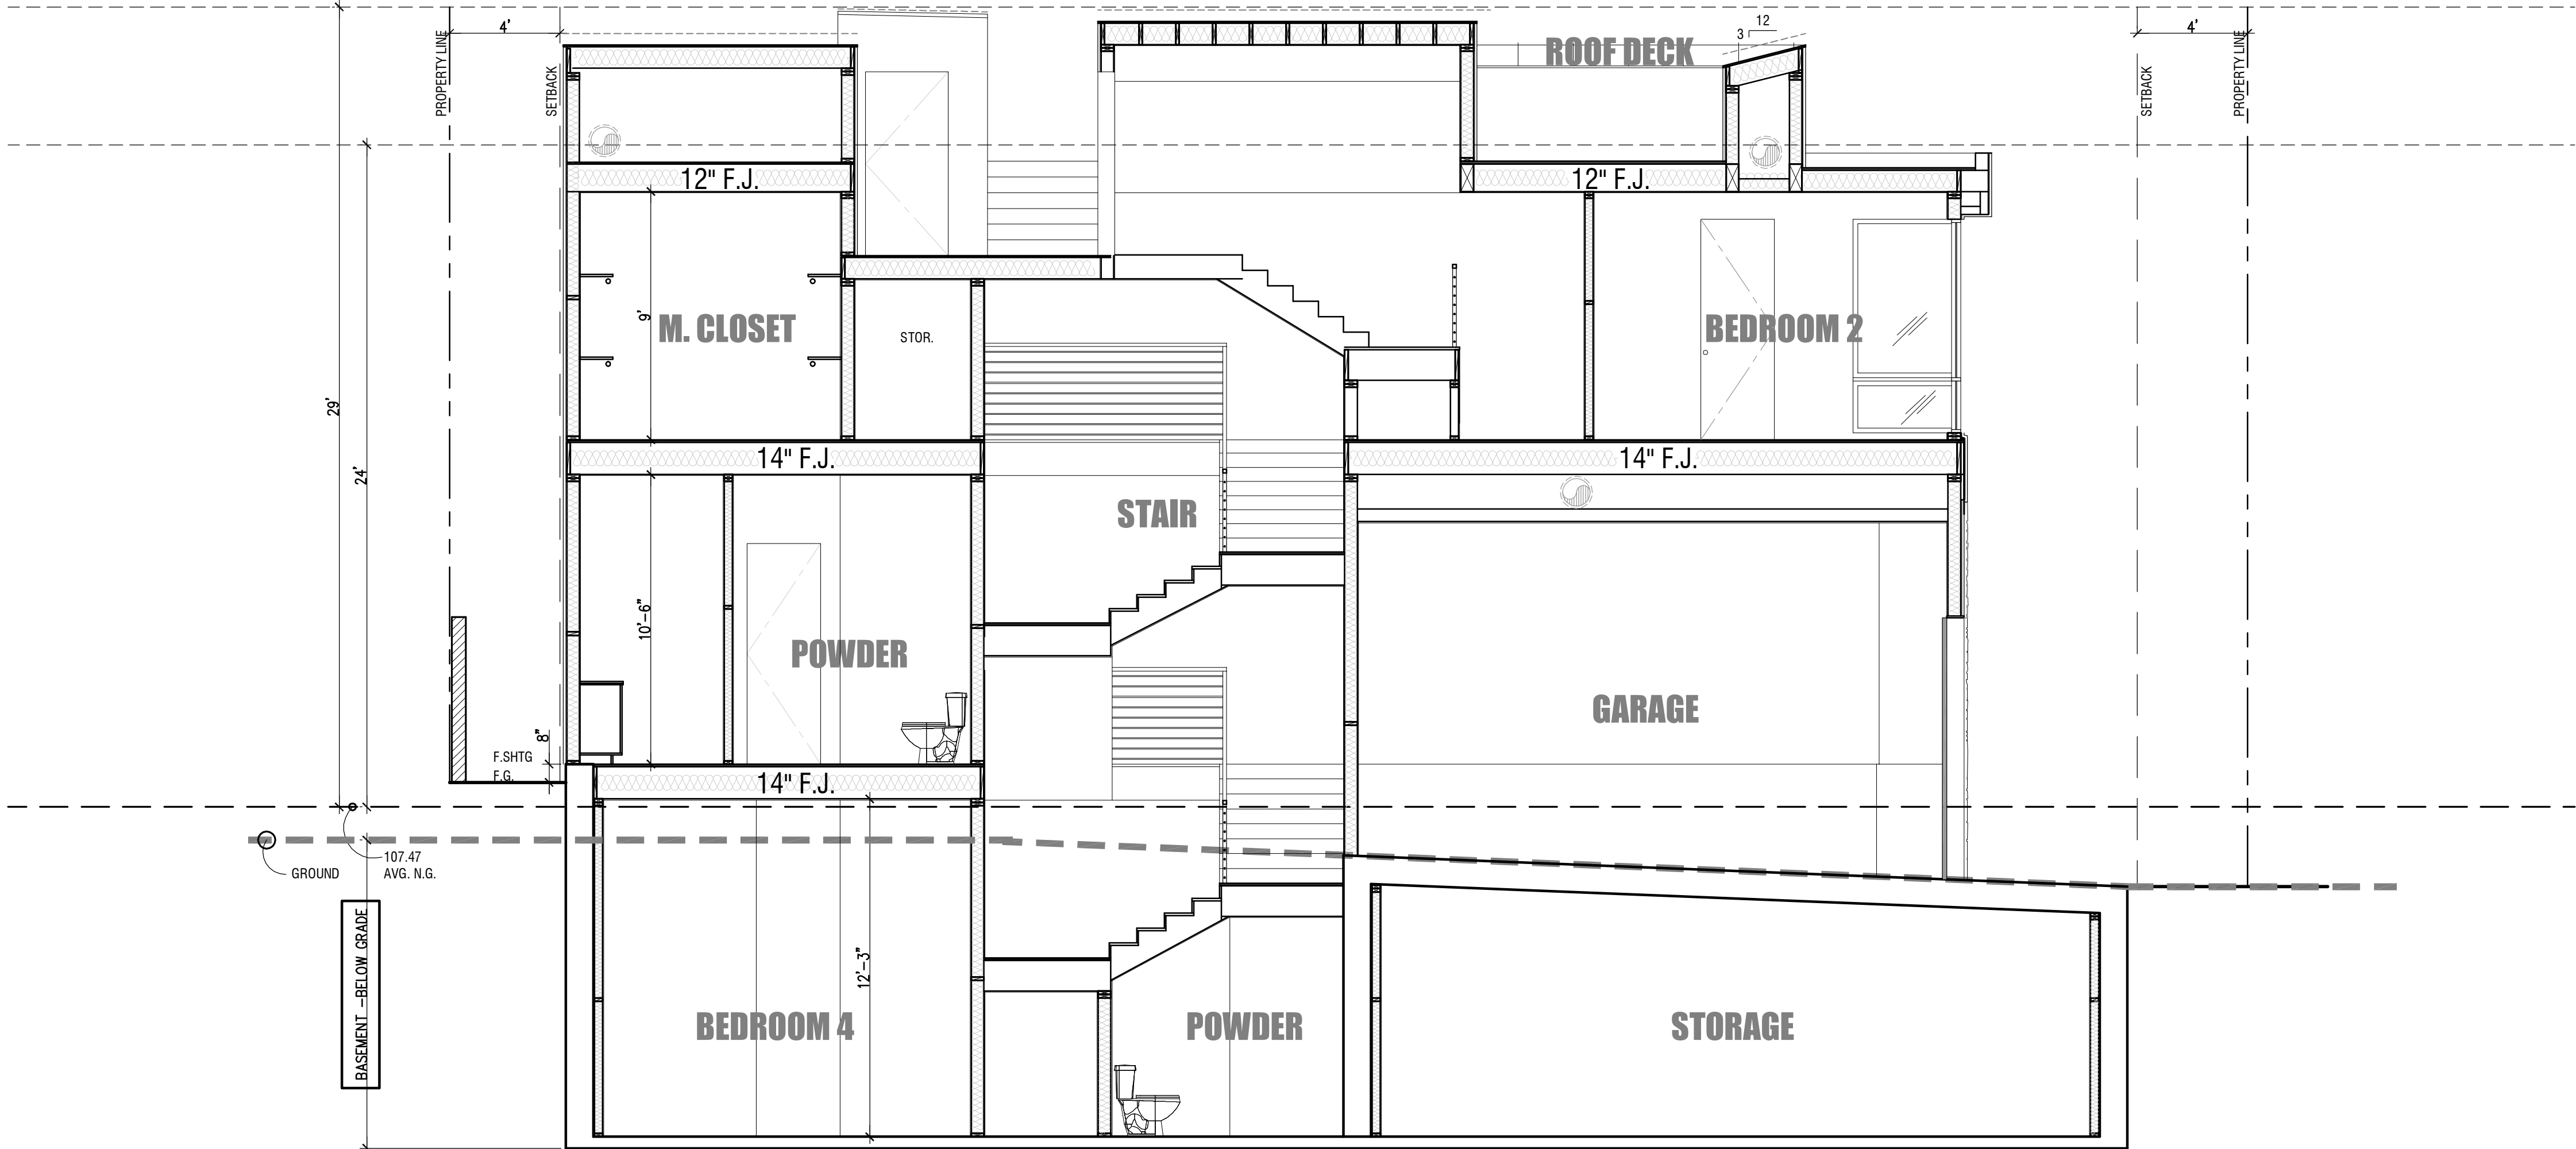 4'
12
3
ROOF DECK
4'
PROPERTY LINE
SETBACK
SETBACK
PROPERTY LINE
12" F.J.
12" F.J.
9'
M. CLOSET
STOR.
BEDROOM 2
29'
24'
14" F.J.
14" F.J.
STAIR
10'-6"
POWDER
GARAGE
8"
F.SHTG
F.G.
14" F.J.
107.47
AVG. N.G.
GROUND
BASEMENT -BELOW GRADE
12'-3"
BEDROOM 4
POWDER
STORAGE